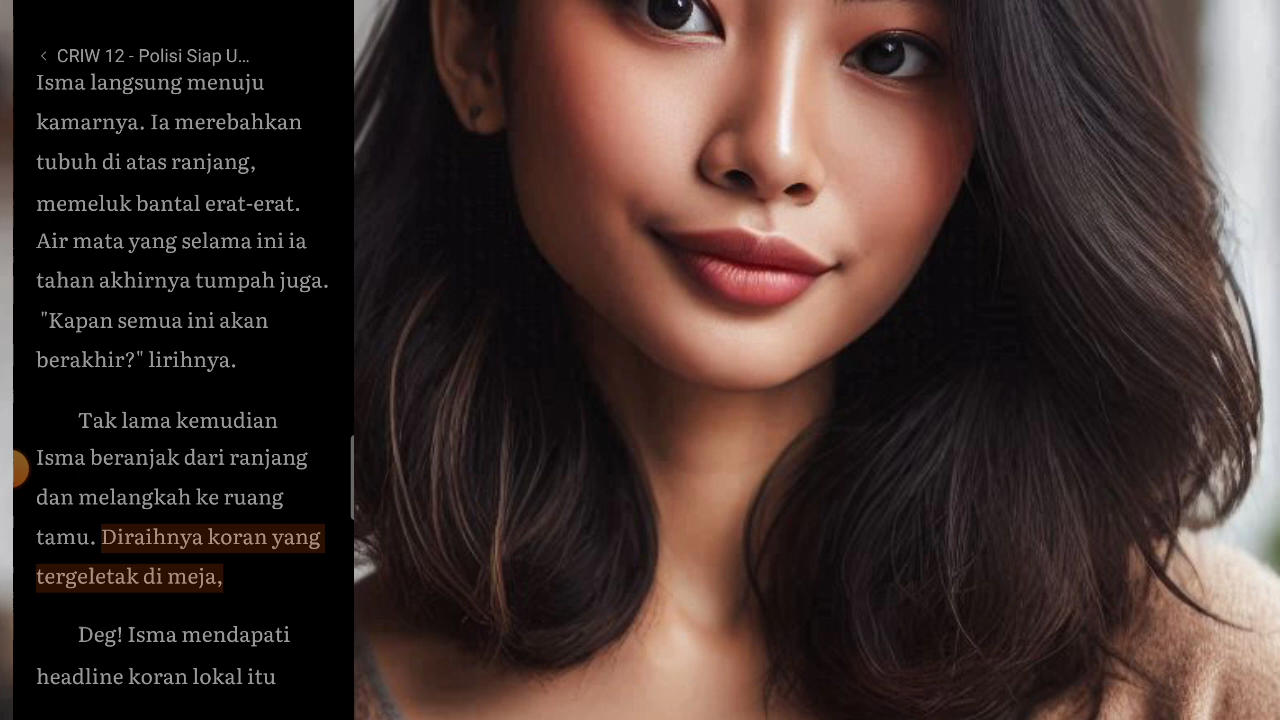 CRIW 12 - Polisi Siap U...
Isma langsung menuju
kamarnya. Ia merebahkan
tubuh di atas ranjang,
memeluk bantal erat-erat.
Air mata yang selama ini ia
tahan akhirnya tumpah juga.
"Kapan semua ini akan
berakhir?" lirihnya.
Tak lama kemudian
Isma beranjak dari ranjang
dan melangkah ke ruang
tamu. Diraihnya koran yang
tergeletak di meja,
Deg! Isma mendapati
headline koran lokal itu